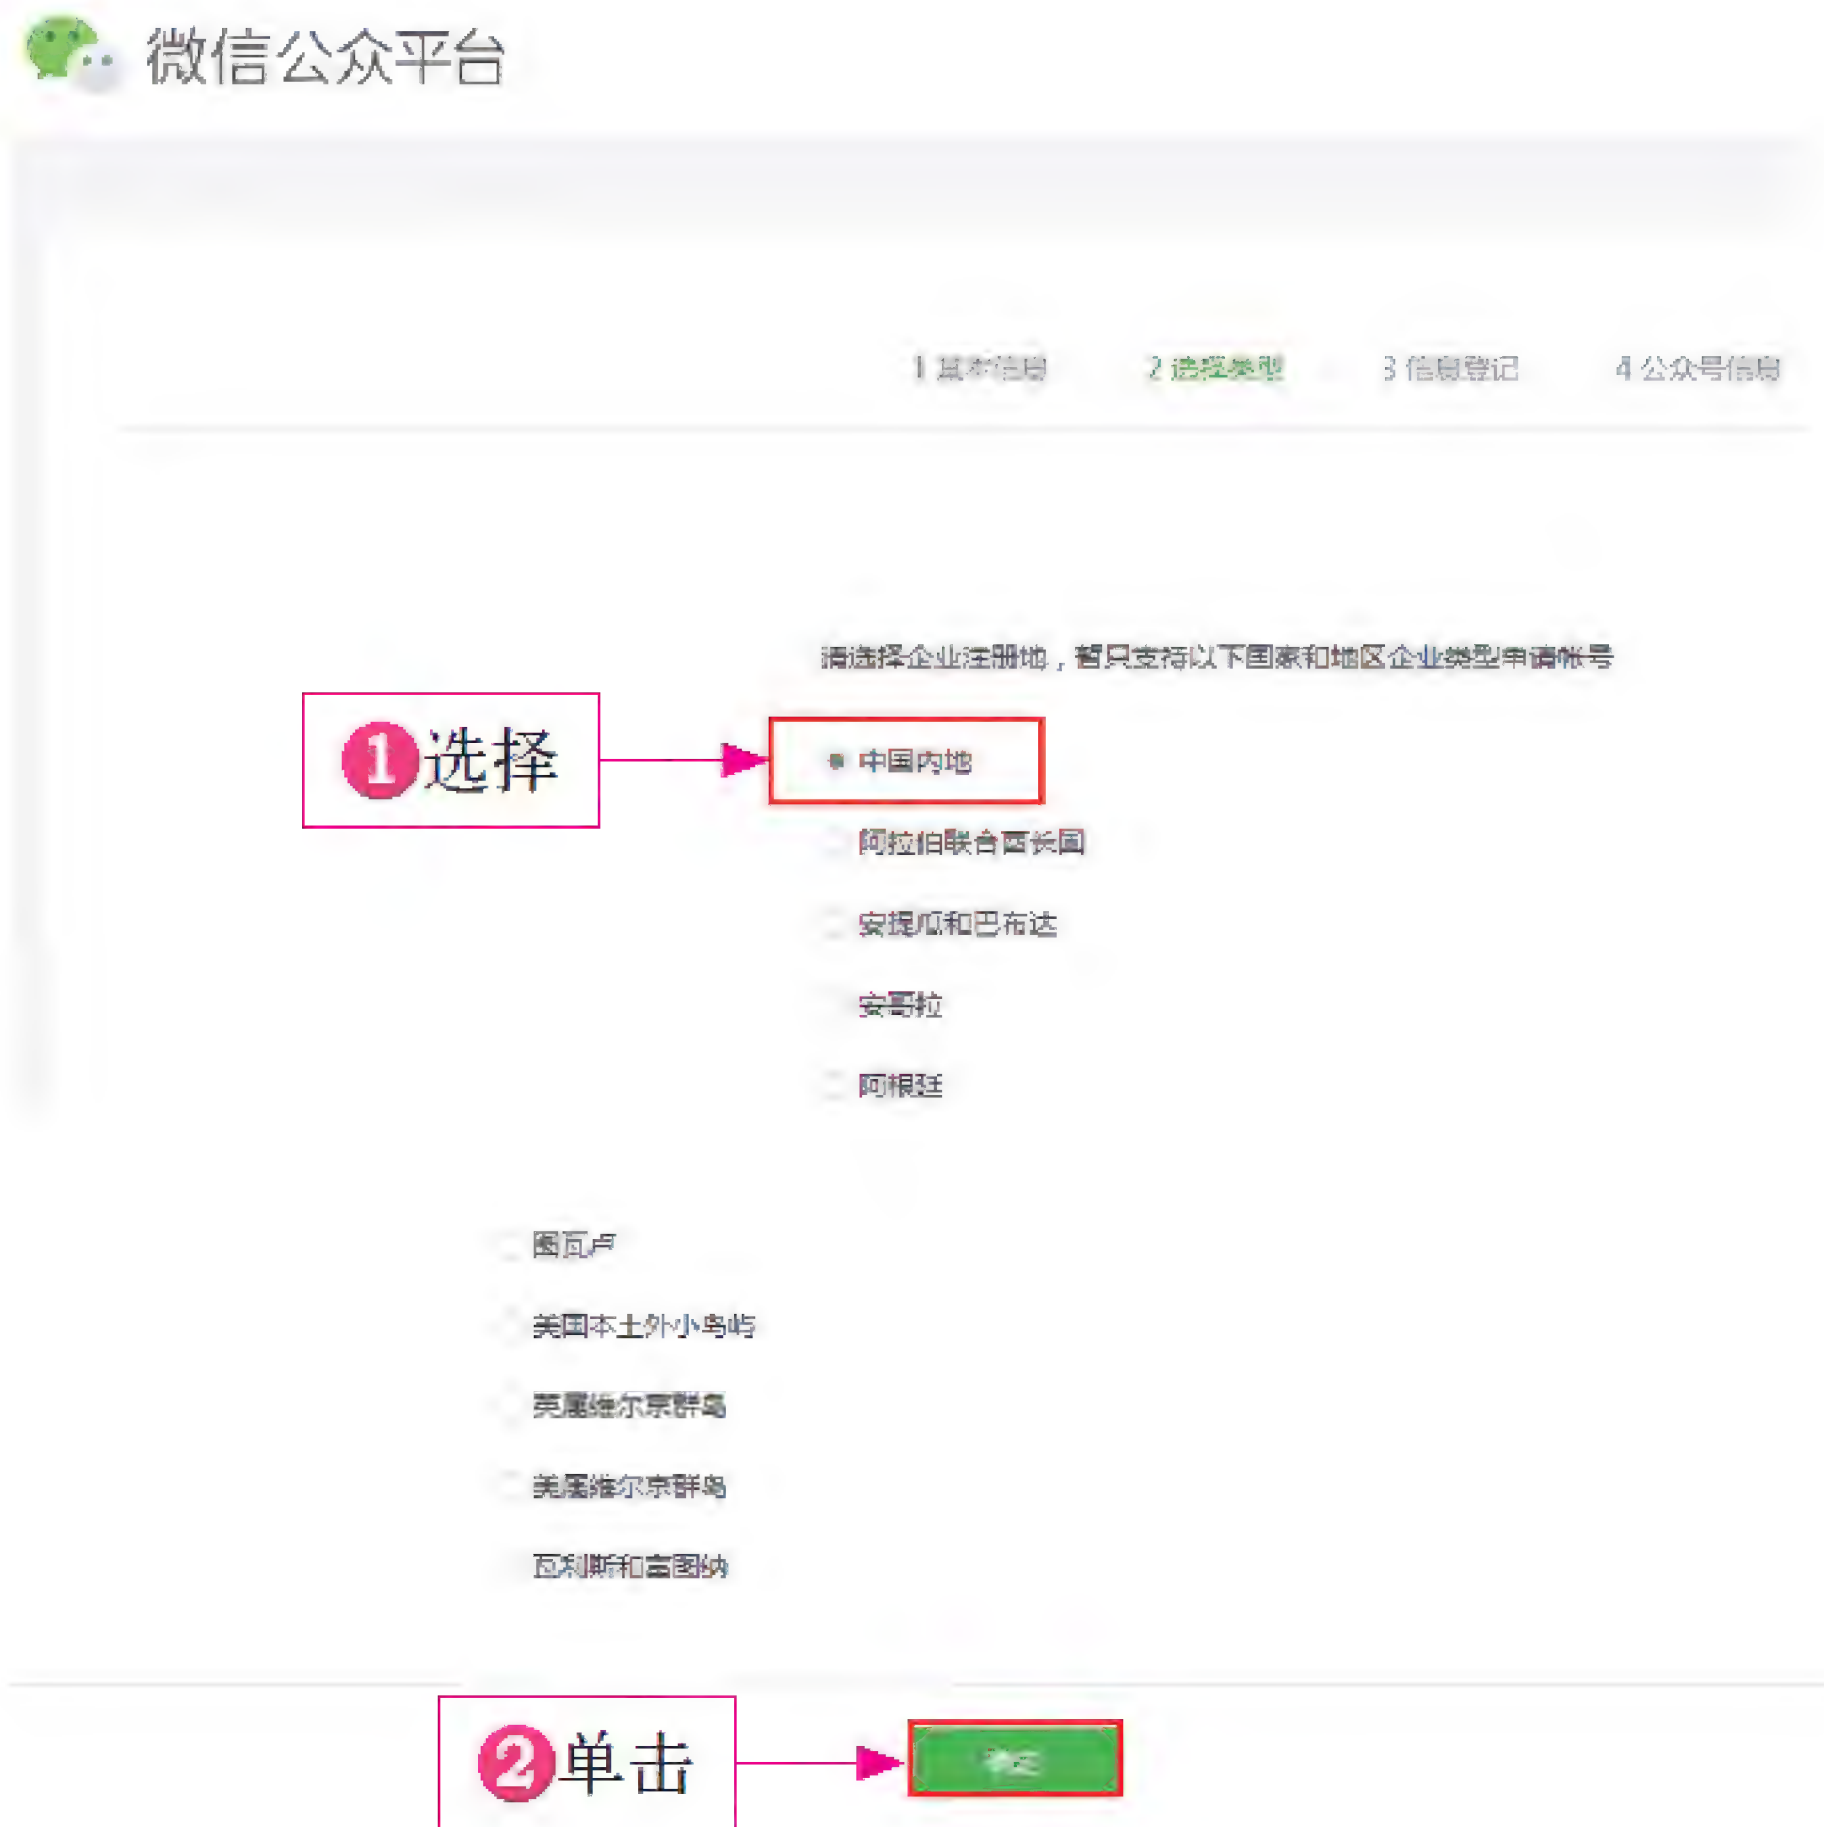 微信公众平台
1 基本信息 2 选择类型 3 信息登记 4 公众号信息
请选择企业注册地，暂只支持以下国家和地区企业类型申请帐号
1选择
中国内地
阿拉伯联合酋长国
安提瓜和巴布达
安哥拉
阿根廷
图瓦卢
美国本土外小岛屿
英属维尔京群岛
美属维尔京群岛
瓦利斯和富图纳
2单击
确定